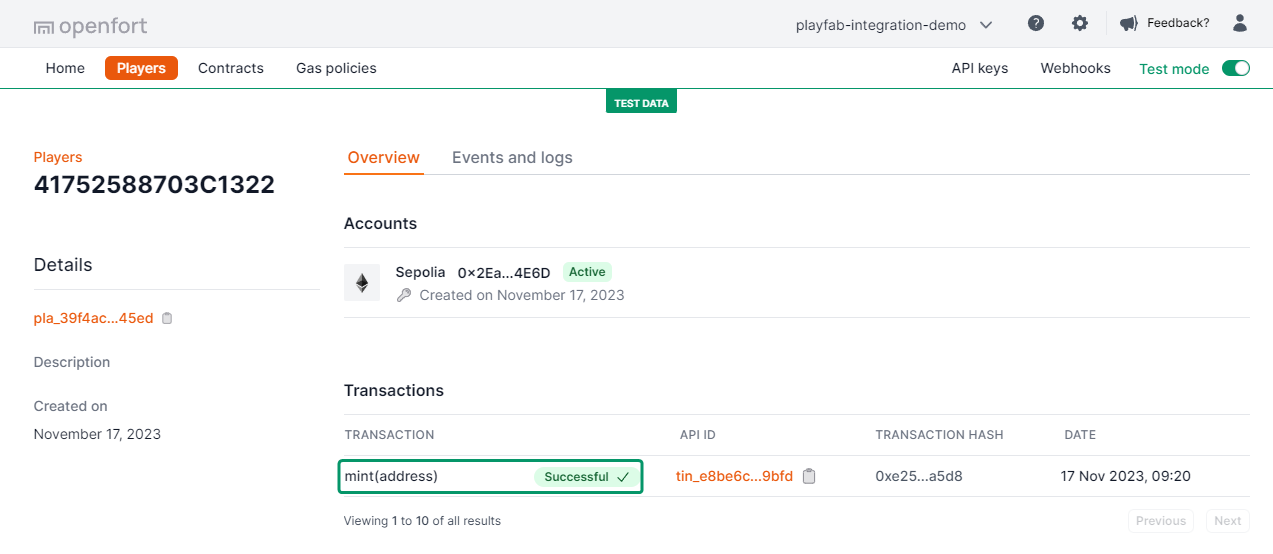 openfort
playfab-integration-demo
Feedback?
Home Players Contracts Gas policies API keys Webhooks Test mode
TEST DATA
Players
41752588703C1322
Details
pla_39f4ac...45ed
Description
Created on
November 17, 2023
Overview Events and logs
Accounts
Sepolia 0x2Ea...4E6D Active
Created on November 17, 2023
Transactions
TRANSACTION API ID TRANSACTION HASH DATE
mint(address) Successful tin_e8be6c...9bfd 0xe25...a5d8 17 Nov 2023, 09:20
Viewing 1 to 10 of all results Previous Next